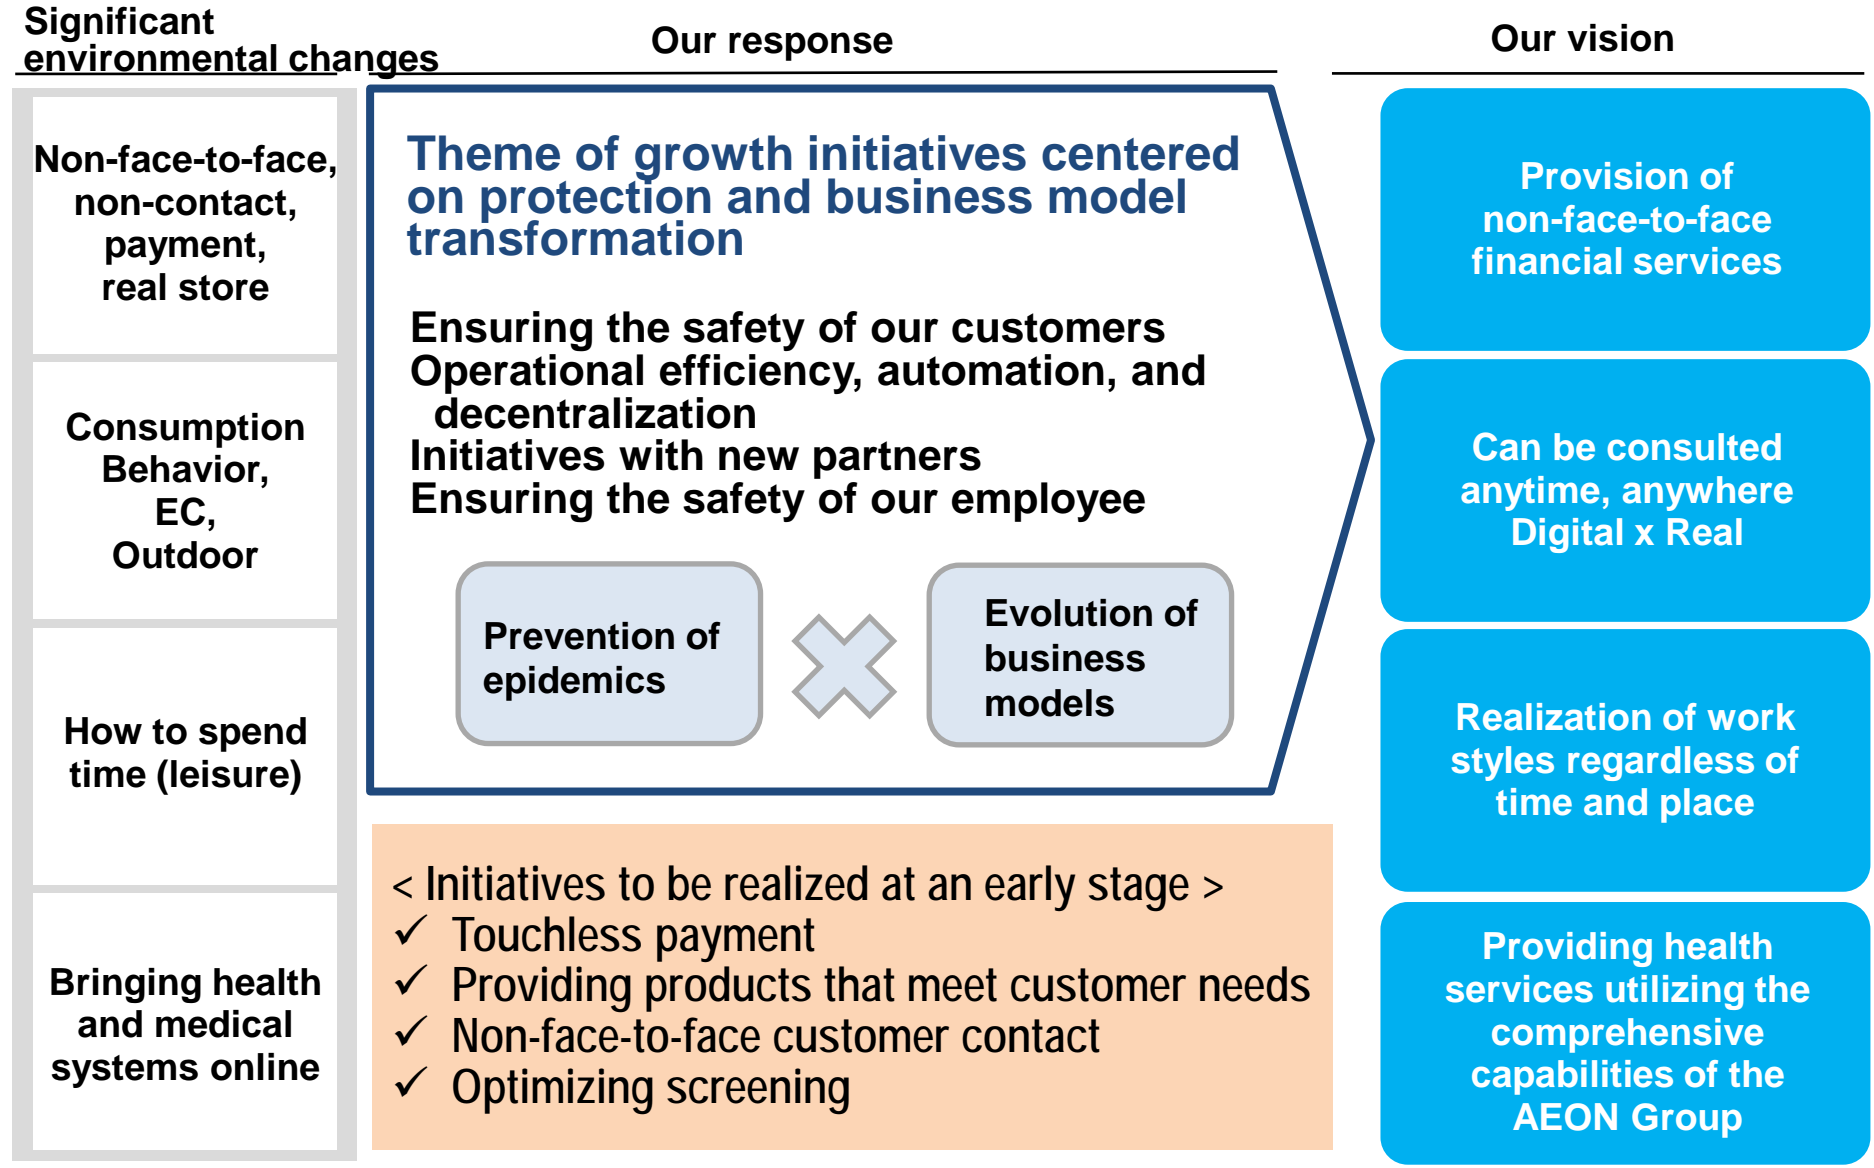 Significant
environmental changes
Our response
Our vision
Non-face-to-face,
non-contact,
payment,
real store
Consumption
Behavior,
EC,
Outdoor
How to spend
time (leisure)
Bringing health
and medical
systems online
Theme of growth initiatives centered
on protection and business model
transformation
Ensuring the safety of our customers
Operational efficiency, automation, and
decentralization
Initiatives with new partners
Ensuring the safety of our employee
Prevention of
epidemics
Evolution of
business
models
< Initiatives to be realized at an early stage >
✓ Touchless payment
✓ Providing products that meet customer needs
✓ Non-face-to-face customer contact
✓ Optimizing screening
Provision of
non-face-to-face
financial services
Can be consulted
anytime, anywhere
Digital x Real
Realization of work
styles regardless of
time and place
Providing health
services utilizing the
comprehensive
capabilities of the
AEON Group